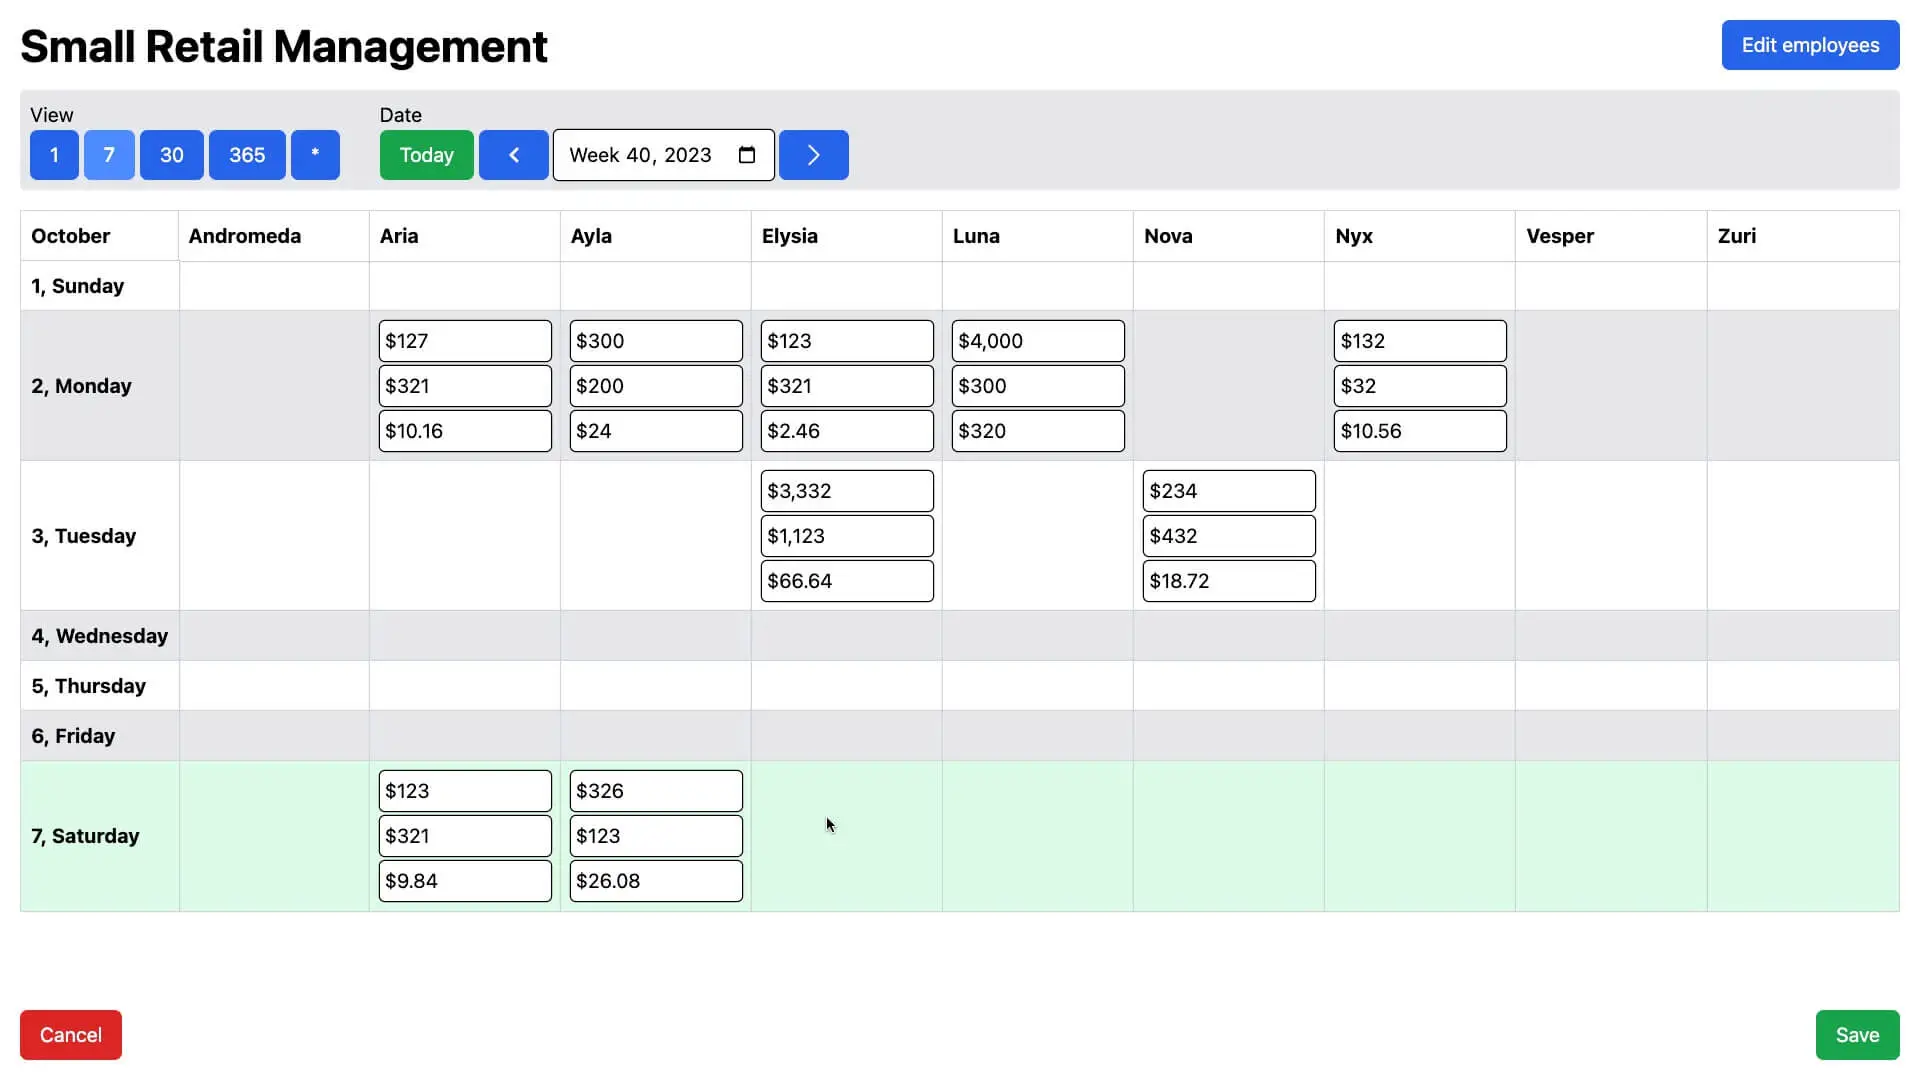 Small Retail Management
Edit employees
View
Date
1 7 30 365 *
Today Week 40, 2023
October Andromeda Aria Ayla Elysia Luna Nova Nyx Vesper Zuri
1, Sunday
$127 $300 $123 $4,000 $132
2, Monday $321 $200 $321 $300 $32
$10.16 $24 $2.46 $320 $10.56
$3,332 $234
3, Tuesday $1,123 $432
$66.64 $18.72
4, Wednesday
5, Thursday
6, Friday
$123 $326
7, Saturday $321 $123
$9.84 $26.08
Cancel
Save